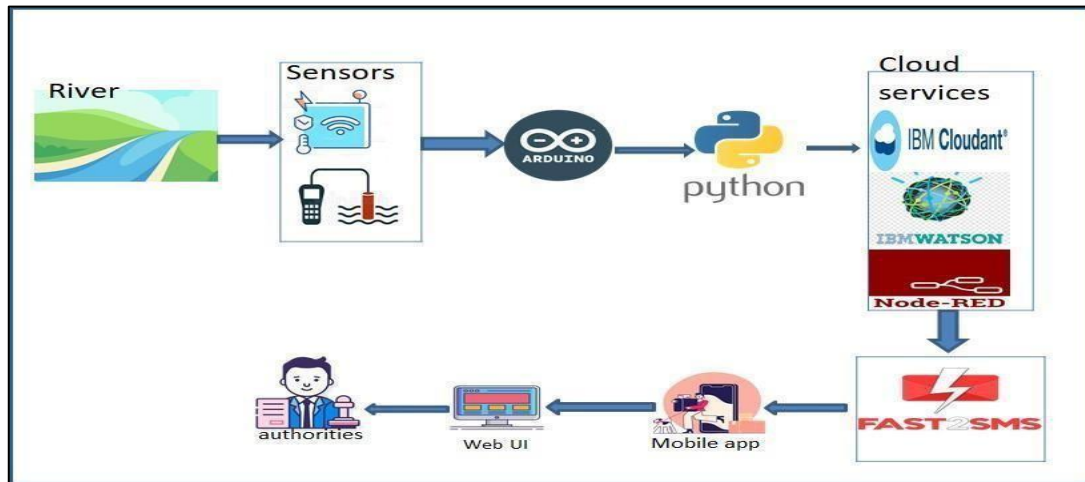 River
Sensors
ARDUINO
python
Cloud
services
IBM Cloudant®
IBMWATSON
Node-RED
FAST2SMS
Mobile app
Web UI
authorities